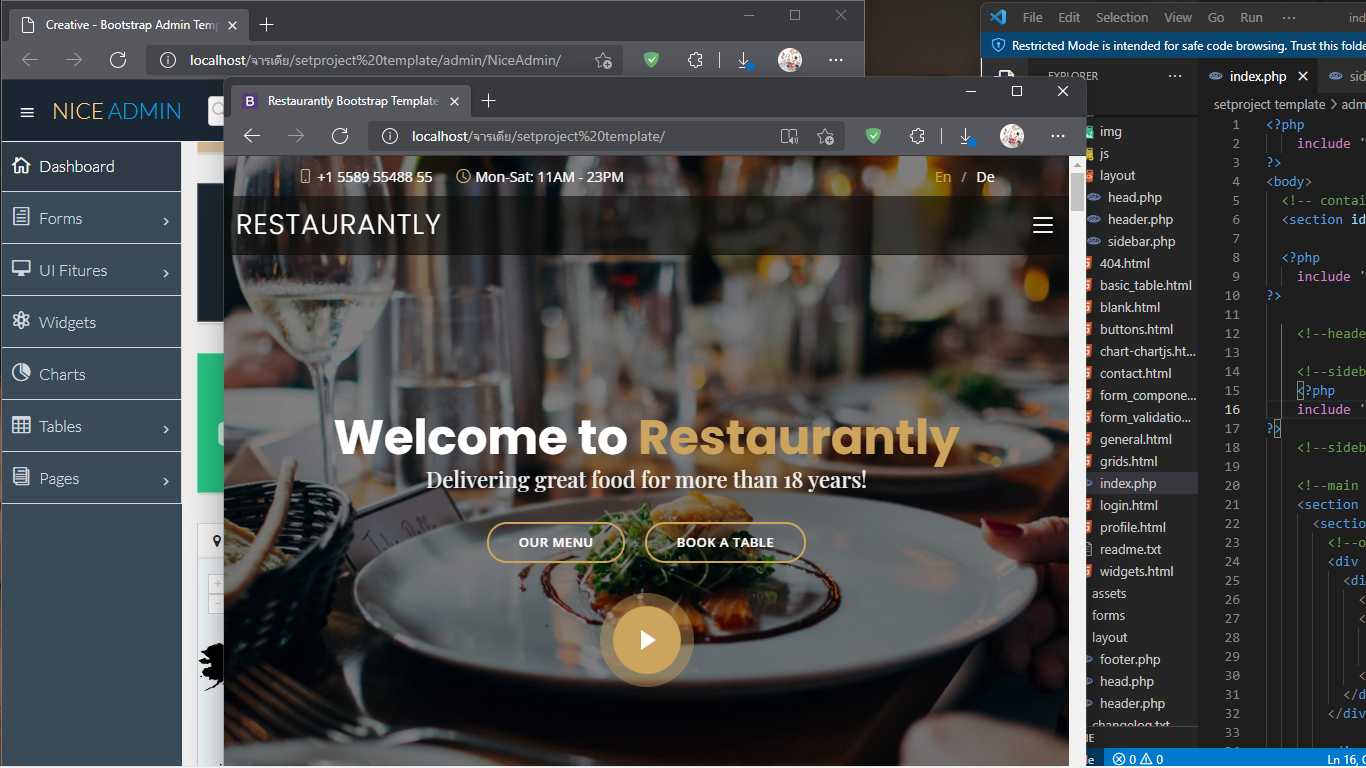 Creative - Bootstrap Admin Temp
localhost/จารเดีย/setproject%20template/admin/NiceAdmin/
NICE ADMIN
Dashboard
Forms
UI Fitures
Widgets
Charts
Tables
Pages
Restaurantly Bootstrap Template
localhost/จารเดีย/setproject%20template/
+1 5589 55488 55
Mon-Sat: 11AM - 23PM
En / De
RESTAURANTLY
Welcome to Restaurantly
Delivering great food for more than 18 years!
OUR MENU
BOOK A TABLE
File Edit Selection View Go Run ··· ind
Restricted Mode is intended for safe code browsing. Trust this folde
EXPLORER
index.php
sid
setproject template > adm
img
js
layout
head.php
header.php
sidebar.php
404.html
basic_table.html
blank.html
buttons.html
chart-chartjs.ht...
contact.html
form_compone...
form_validatio...
general.html
grids.html
index.php
login.html
profile.html
readme.txt
widgets.html
assets
forms
layout
footer.php
head.php
header.php
changelog.txt
1 <?php
2 include '
3 ?>
4 <body>
5 <!-- contai
6 <section id
7
8 <?php
9 include '
10 ?>
11
12 <!--heade
13
14 <!--sideb
15 <?php
16 include '
17 ?>
18 <!--sideb
19
20 <!--main
21 <section
22 <sectio
23 <!--o
24 <div
25 <di
26 <
27 <
28
29
30 <
31 </d
32 </div
33
0 0
Ln 16, C